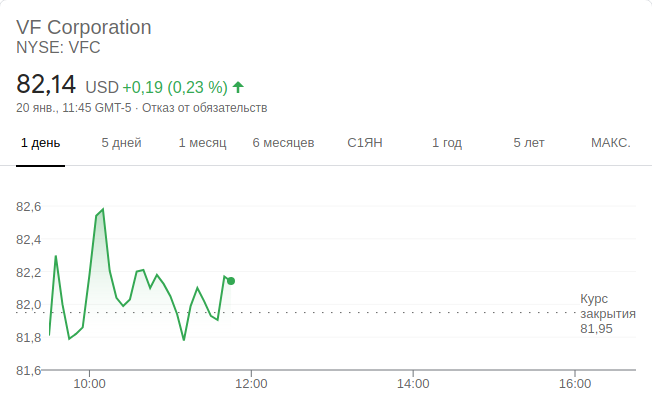 VF Corporation
NYSE: VFC
82,14 USD +0,19 (0,23 %)
20 янв., 11:45 GMT-5 · Отказ от обязательств
1 день 5 дней 1 месяц 6 месяцев С1ЯН 1 год 5 лет МАКС.
82,6
82,4
82,2
82,0
81,8
81,6
Курс
закрытия
81,95
10:00 12:00 14:00 16:00